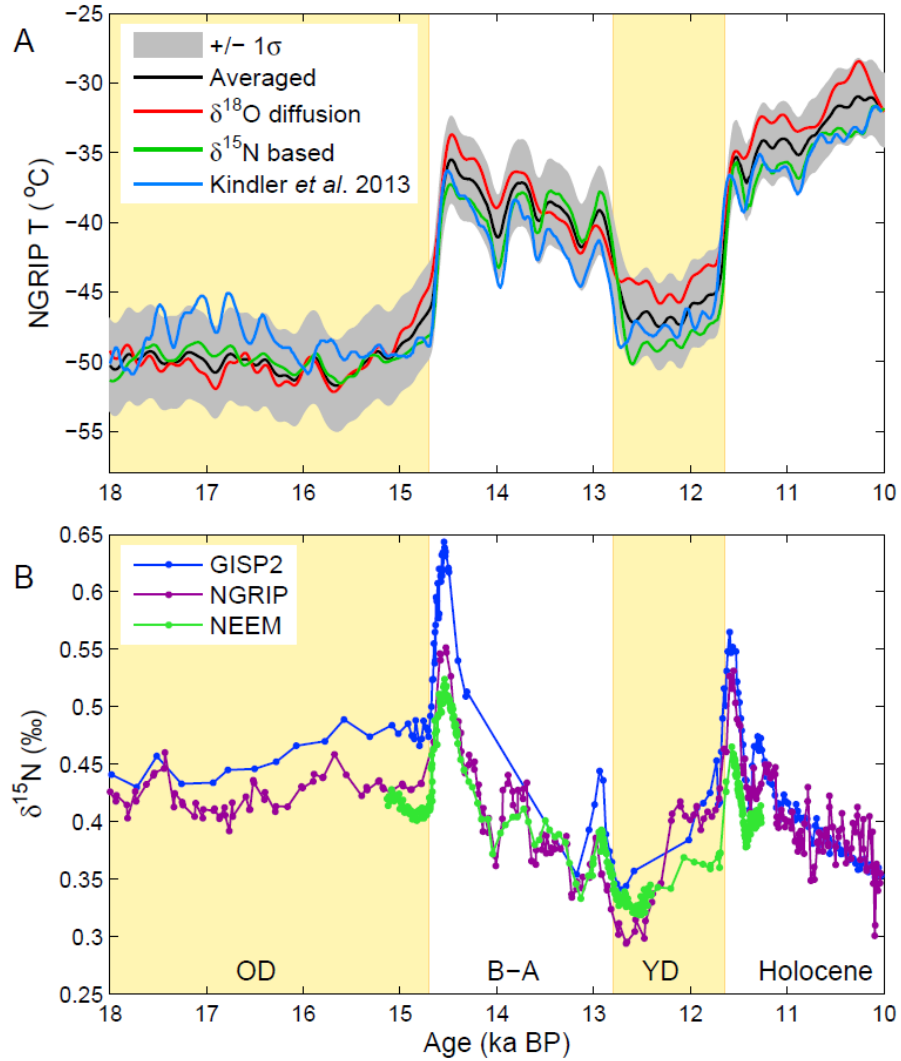 A
+/− 1σ
Averaged
δ18O diffusion
δ15N based
Kindler et al. 2013
NGRIP T ( °C)
−25
−30
−35
−40
−45
−50
−55
18 17 16 15 14 13 12 11 10
B
GISP2
NGRIP
NEEM
δ15N (‰)
0.65
0.6
0.55
0.5
0.45
0.4
0.35
0.3
0.25
OD B−A YD Holocene
18 17 16 15 14 13 12 11 10
Age (ka BP)